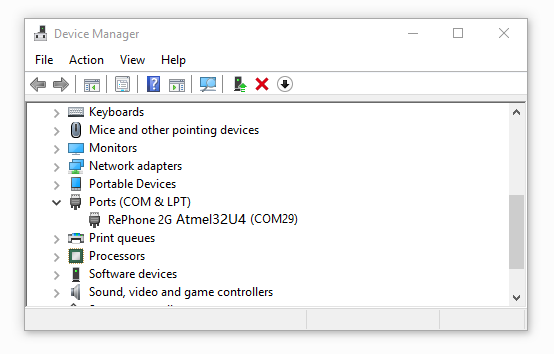 Device Manager
File Action View Help
Keyboards
Mice and other pointing devices
Monitors
Network adapters
Portable Devices
Ports (COM & LPT)
RePhone 2G Atmel32U4 (COM29)
Print queues
Processors
Software devices
Sound, video and game controllers